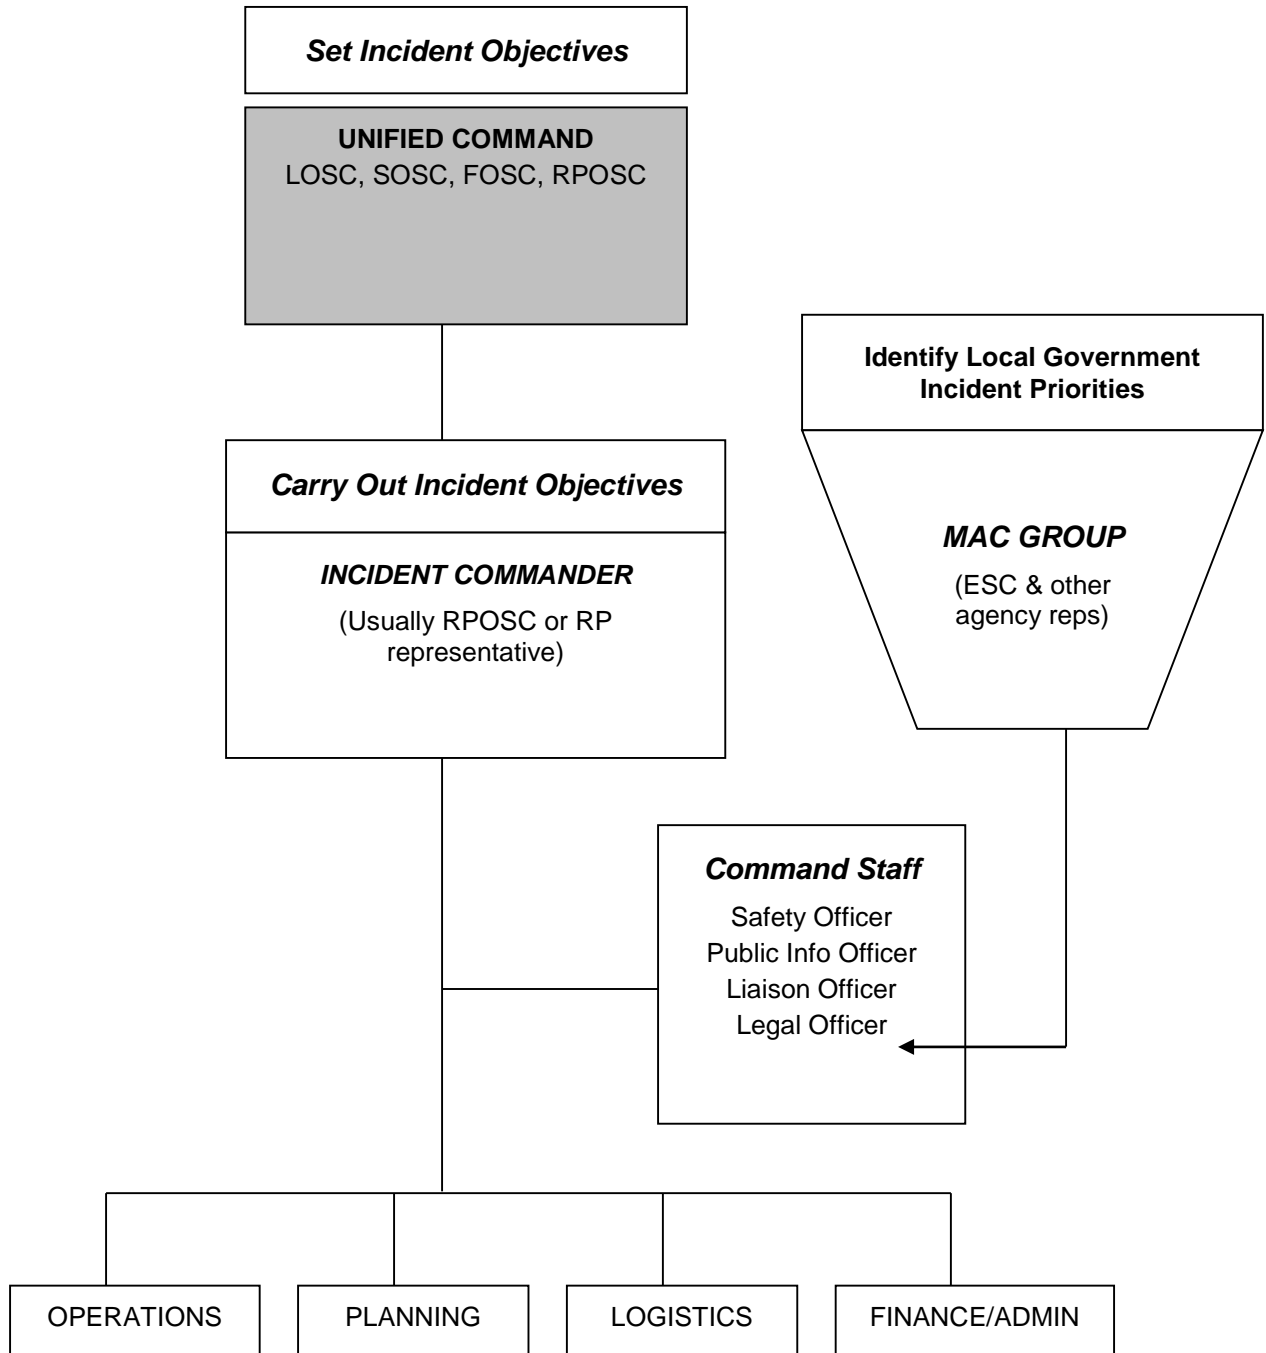 Set Incident Objectives
UNIFIED COMMAND
LOSC, SOSC, FOSC, RPOSC
Identify Local Government
Incident Priorities
Carry Out Incident Objectives
INCIDENT COMMANDER
(Usually RPOSC or RP
representative)
MAC GROUP
(ESC & other
agency reps)
Command Staff
Safety Officer
Public Info Officer
Liaison Officer
Legal Officer
OPERATIONS
PLANNING
LOGISTICS
FINANCE/ADMIN